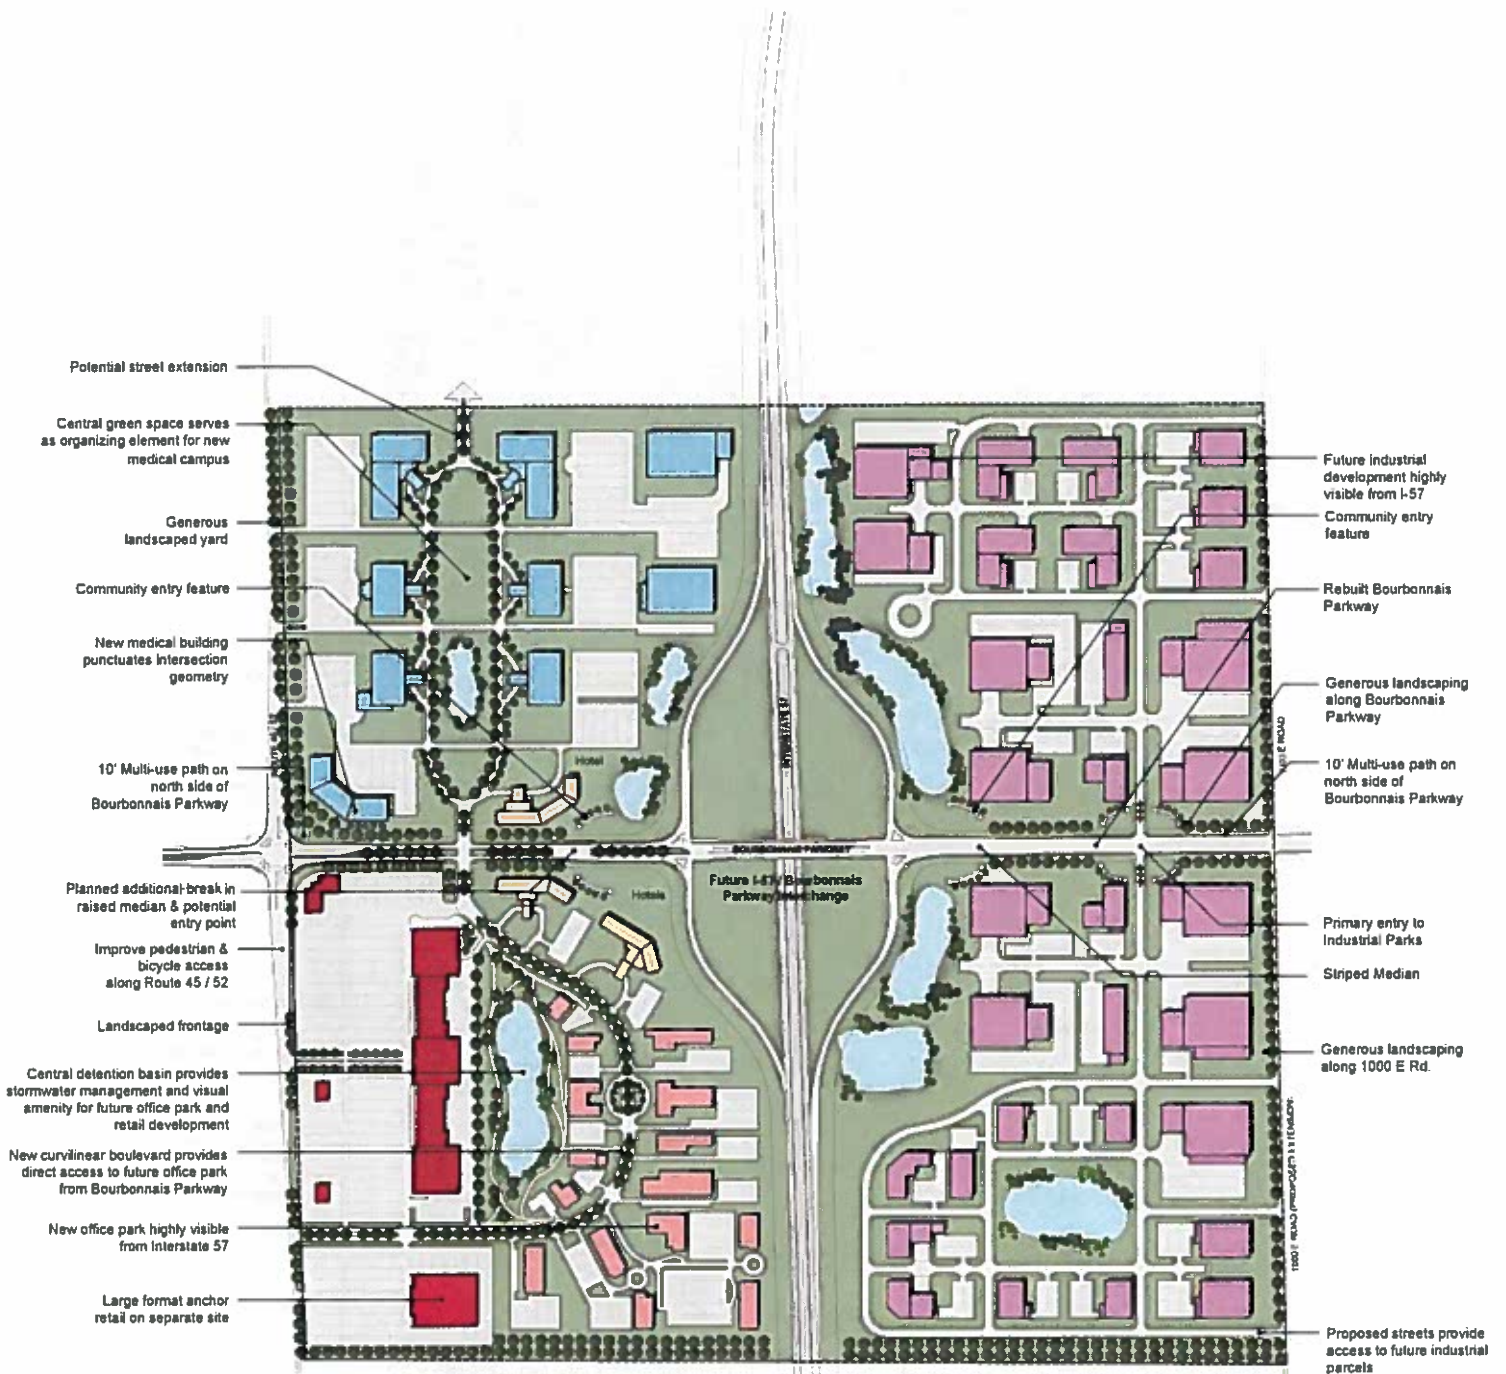 Potential street extension
Central green space serves
as organizing element for new
medical campus
Generous
landscaped yard
Community entry feature
New medical building
punctuates intersection
geometry
10' Multi-use path on
north side of
Bourbonnais Parkway
Planned additional break in
raised median & potential
entry point
Improve pedestrian &
bicycle access
along Route 45 / 52
Landscaped frontage
Central detention basin provides
stormwater management and visual
amenity for future office park and
retail development
New curvilinear boulevard provides
direct access to future office park
from Bourbonnais Parkway
New office park highly visible
from Interstate 57
Large format anchor
retail on separate site
Hotel
BOURBONNAIS PARKWAY
Future I-57 / Bourbonnais
Parkway Interchange
Hotels
Future industrial
development highly
visible from I-57
Community entry
feature
Rebuilt Bourbonnais
Parkway
Generous landscaping
along Bourbonnais
Parkway
10' Multi-use path on
north side of
Bourbonnais Parkway
Primary entry to
Industrial Parks
Striped Median
Generous landscaping
along 1000 E Rd.
Proposed streets provide
access to future industrial
parcels